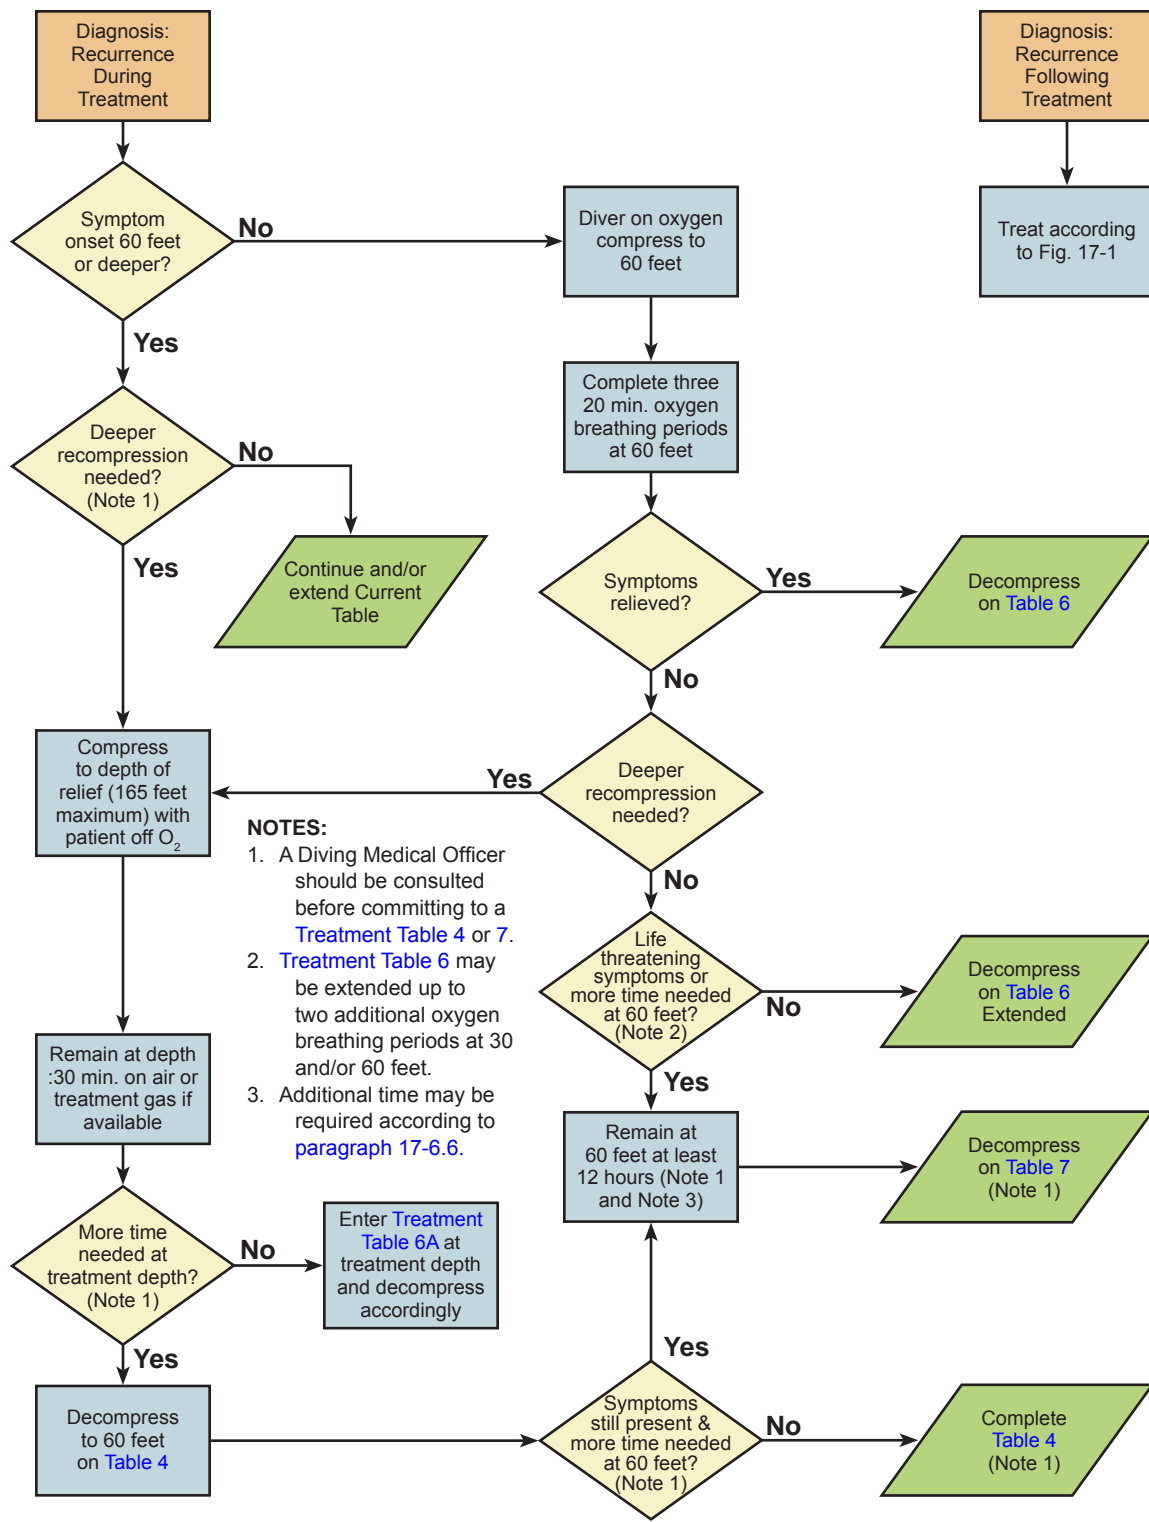 Diagnosis:
Recurrence
During
Treatment
Diagnosis:
Recurrence
Following
Treatment
Symptom
onset 60 feet
or deeper?
No
Diver on oxygen
compress to
60 feet
Treat according
to Fig. 17-1
Yes
Complete three
20 min. oxygen
breathing periods
at 60 feet
Deeper
recompression
needed?
(Note 1)
No
Continue and/or
extend Current
Table
Yes
Symptoms
relieved?
Yes
Decompress
on Table 6
No
Compress
to depth of
relief (165 feet
maximum) with
patient off O₂
Yes
Deeper
recompression
needed?
No
NOTES:
1. A Diving Medical Officer
should be consulted
before committing to a
Treatment Table 4 or 7.
2. Treatment Table 6 may
be extended up to
two additional oxygen
breathing periods at 30
and/or 60 feet.
3. Additional time may be
required according to
paragraph 17-6.6.
Life
threatening
symptoms or
more time needed
at 60 feet?
(Note 2)
No
Decompress
on Table 6
Extended
Yes
Remain at depth
:30 min. on air or
treatment gas if
available
Remain at
60 feet at least
12 hours (Note 1
and Note 3)
Decompress
on Table 7
(Note 1)
More time
needed at
treatment depth?
(Note 1)
No
Enter Treatment
Table 6A at
treatment depth
and decompress
accordingly
Yes
Yes
Decompress
to 60 feet
on Table 4
Symptoms
still present &
more time needed
at 60 feet?
(Note 1)
No
Complete
Table 4
(Note 1)